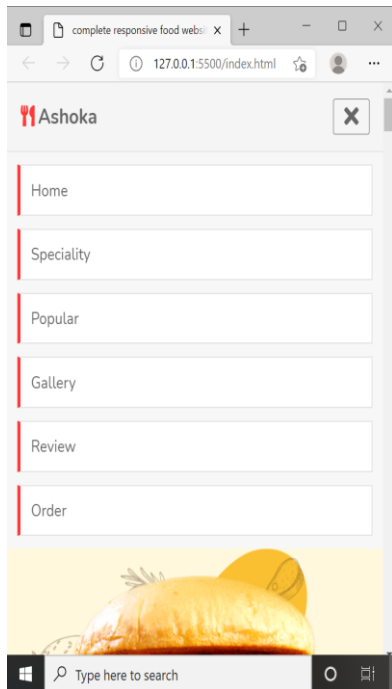 complete responsive food websi
127.0.0.1:5500/index.html
Ashoka
Home
Speciality
Popular
Gallery
Review
Order
Type here to search